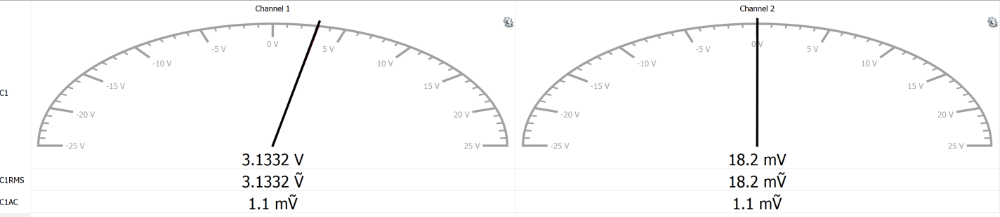 Channel 1
Channel 2
-25 V
-20 V
-15 V
-10 V
-5 V
0 V
5 V
10 V
15 V
20 V
25 V
-25 V
-20 V
-15 V
-10 V
-5 V
0 V
5 V
10 V
15 V
20 V
25 V
C1
3.1332 V
18.2 mV
C1RMS
3.1332 Ṽ
18.2 mṼ
C1AC
1.1 mṼ
1.1 mṼ